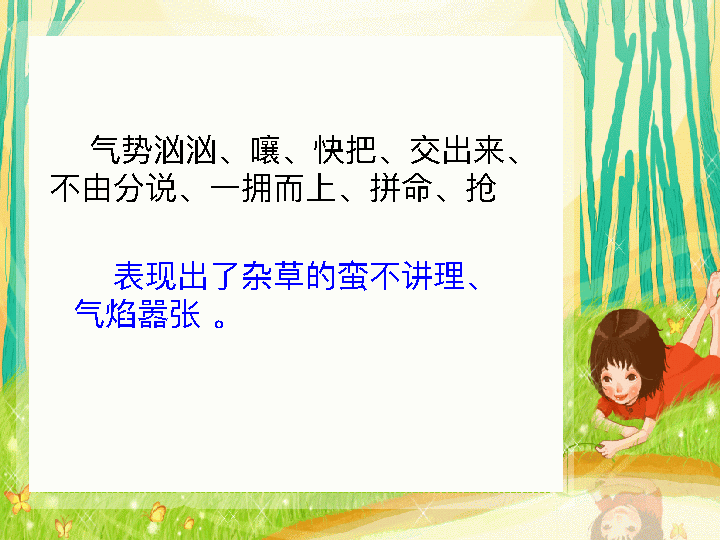 气势汹汹、嚷、快把、交出来、
不由分说、一拥而上、拼命、抢
表现出了杂草的蛮不讲理、
气焰嚣张 。